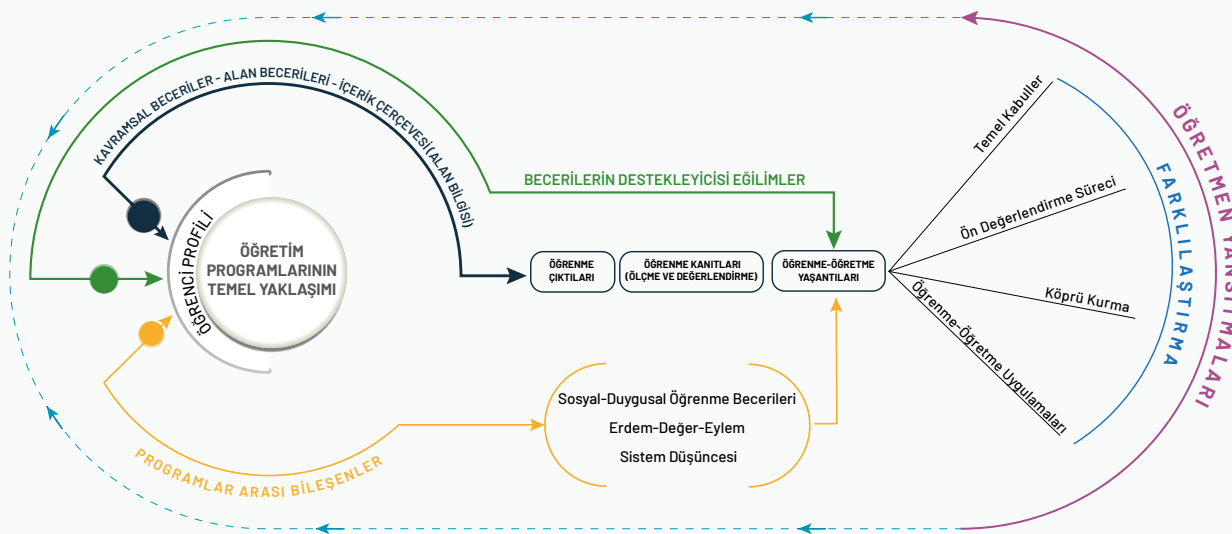 KAVRAMSAL BECERİLER - ALAN BECERİLERİ - İÇERİK ÇERÇEVESİ(ALAN BİLGİSİ)
ÖĞRENCİ PROFİLİ
ÖĞRETİM
PROGRAMLARININ
TEMEL YAKLAŞIMI
PROGRAMLAR ARASI BİLEŞENLER
BECERİLERİN DESTEKLEYİCİSİ EĞİLİMLER
ÖĞRENME
ÇIKTILARI
ÖĞRENME KANITLARI
(ÖLÇME VE DEĞERLENDİRME)
ÖĞRENME-ÖĞRETME
YAŞANTILARI
Sosyal-Duygusal Öğrenme Becerileri
Erdem-Değer-Eylem
Sistem Düşüncesi
Temel Kabuller
Ön Değerlendirme Süreci
Köprü Kurma
Öğrenme-Öğretme Uygulamaları
FARKLILAŞTIRMA
ÖĞRETMEN YANSITMALARI